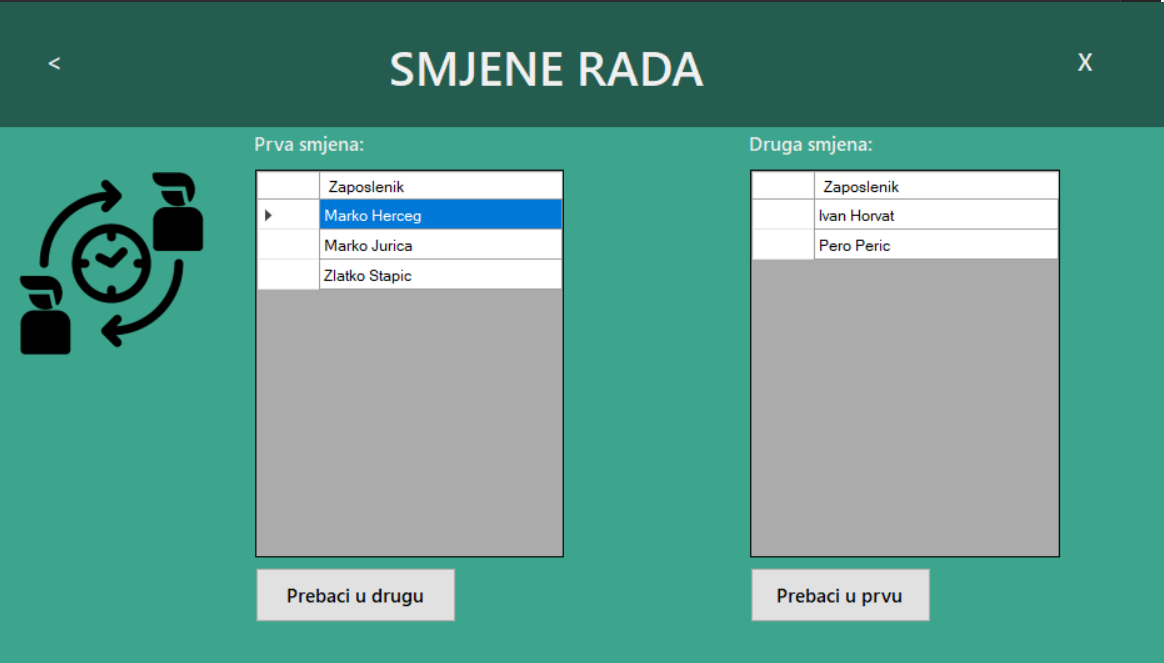 <
SMJENE RADA
X
Prva smjena:
Zaposlenik
Marko Herceg
Marko Jurica
Zlatko Stapic
Prebaci u drugu
Druga smjena:
Zaposlenik
Ivan Horvat
Pero Peric
Prebaci u prvu